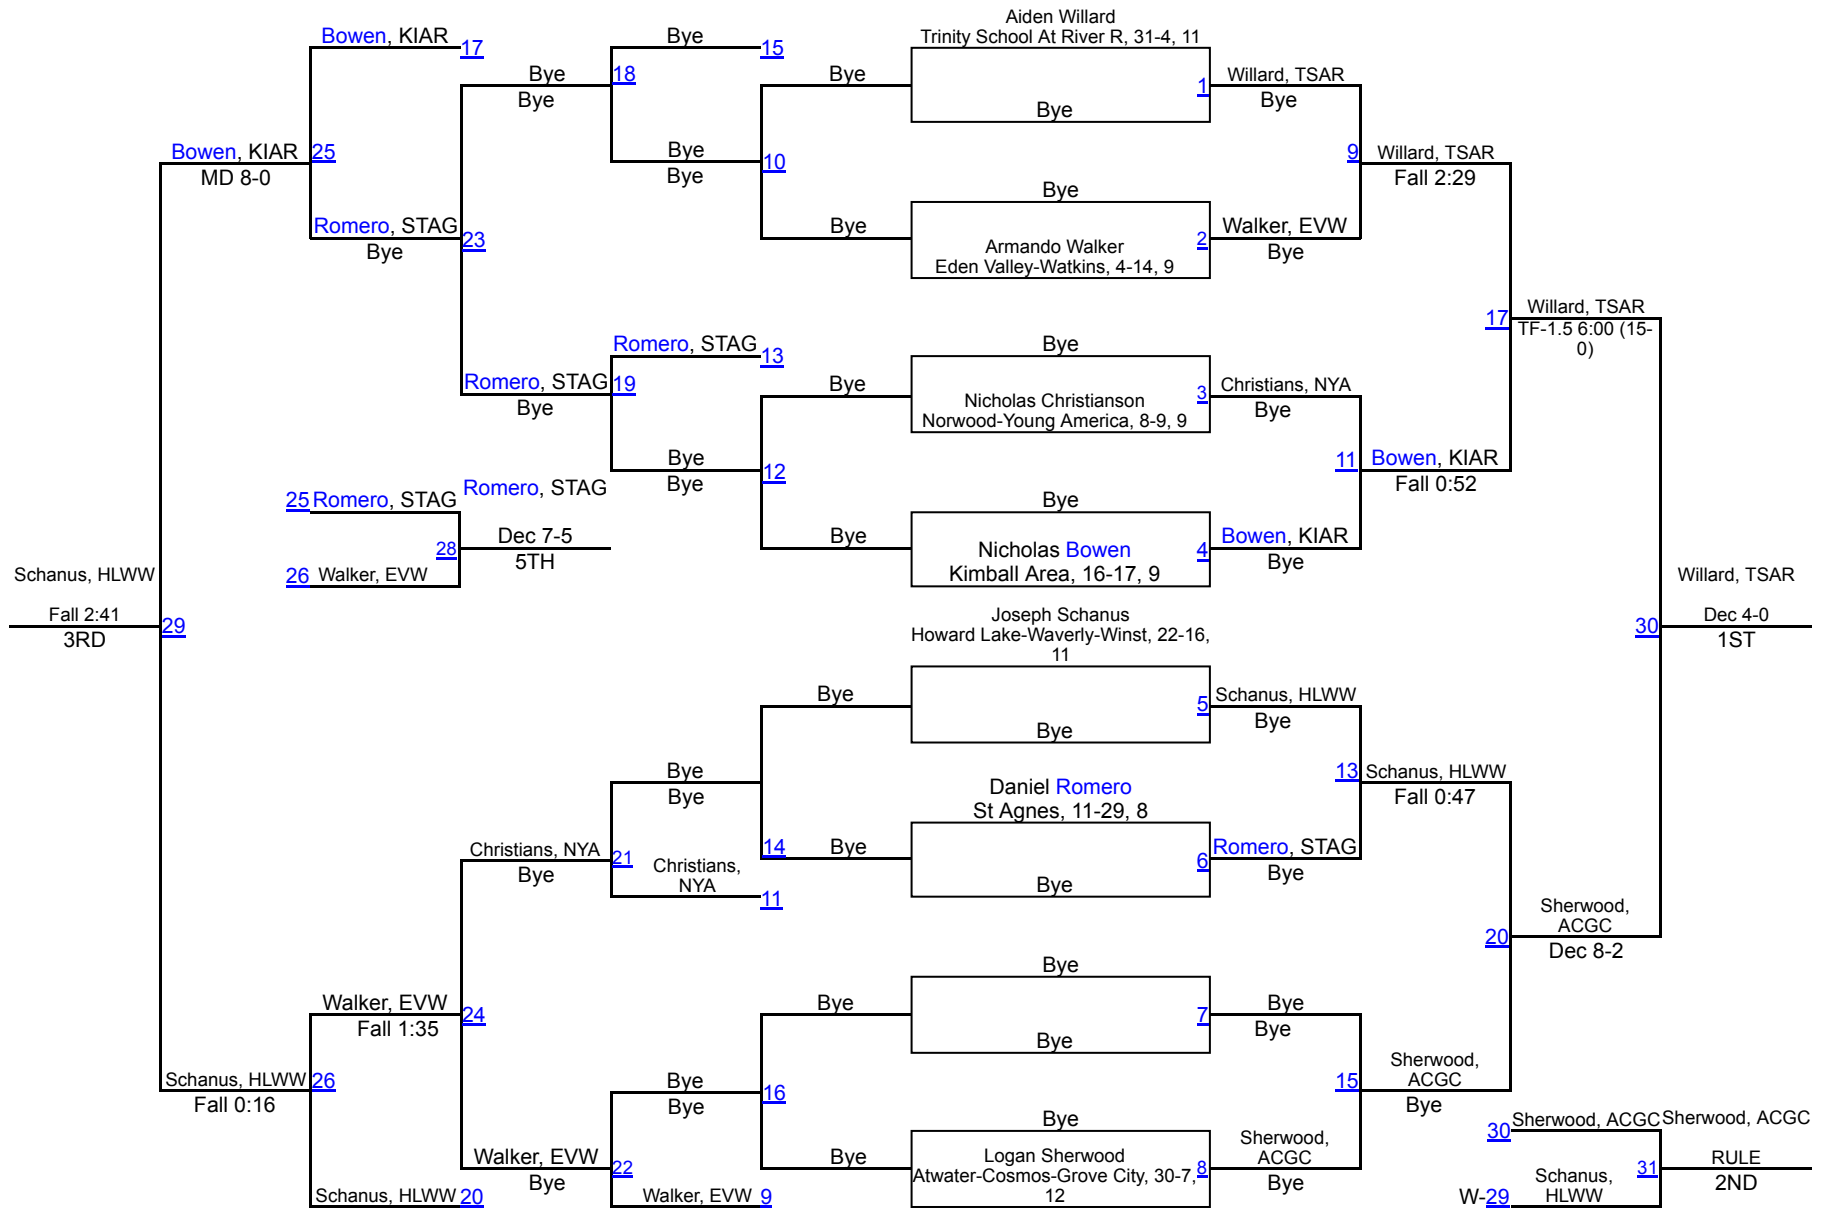 Aiden Willard
Trinity School At River R, 31-4, 11
Bowen, KIAR
17
Bye
15
Bye
18
Bye
Bye
1
Willard, TSAR
Bye
Bye
Bye
Bowen, KIAR
25
MD 8-0
Bye
10
Bye
9
Willard, TSAR
Fall 2:29
Bye
Romero, STAG
23
Bye
Bye
Armando Walker
Eden Valley-Watkins, 4-14, 9
2
Walker, EVW
Bye
17
Willard, TSAR
TF-1.5 6:00 (15-
0)
Romero, STAG
13
Bye
Romero, STAG
19
Bye
Bye
Nicholas Christianson
Norwood-Young America, 8-9, 9
3
Christians, NYA
Bye
Bye
12
Bye
11
Bowen, KIAR
Fall 0:52
25
Romero, STAG
Romero, STAG
28
Dec 7-5
5TH
26
Walker, EVW
Bye
Bye
Nicholas Bowen
Kimball Area, 16-17, 9
4
Bowen, KIAR
Bye
Schanus, HLWW
Fall 2:41
3RD
29
Willard, TSAR
30
Dec 4-0
1ST
Joseph Schanus
Howard Lake-Waverly-Winst, 22-16,
11
Bye
5
Schanus, HLWW
Bye
Bye
Bye
Bye
13
Schanus, HLWW
Fall 0:47
Daniel Romero
St Agnes, 11-29, 8
Christians, NYA
21
Bye
14
Bye
6
Romero, STAG
Bye
Christians,
NYA
11
Bye
20
Sherwood,
ACGC
Dec 8-2
Bye
Walker, EVW
24
Fall 1:35
Bye
7
Bye
Bye
Bye
Schanus, HLWW
26
Fall 0:16
Bye
16
Bye
15
Sherwood,
ACGC
Bye
Bye
Walker, EVW
22
Bye
Bye
Logan Sherwood
Atwater-Cosmos-Grove City, 30-7,
12
8
Sherwood,
ACGC
Bye
Schanus, HLWW
20
Walker, EVW
9
30
Sherwood, ACGC
Sherwood, ACGC
31
RULE
2ND
W-29
Schanus,
HLWW